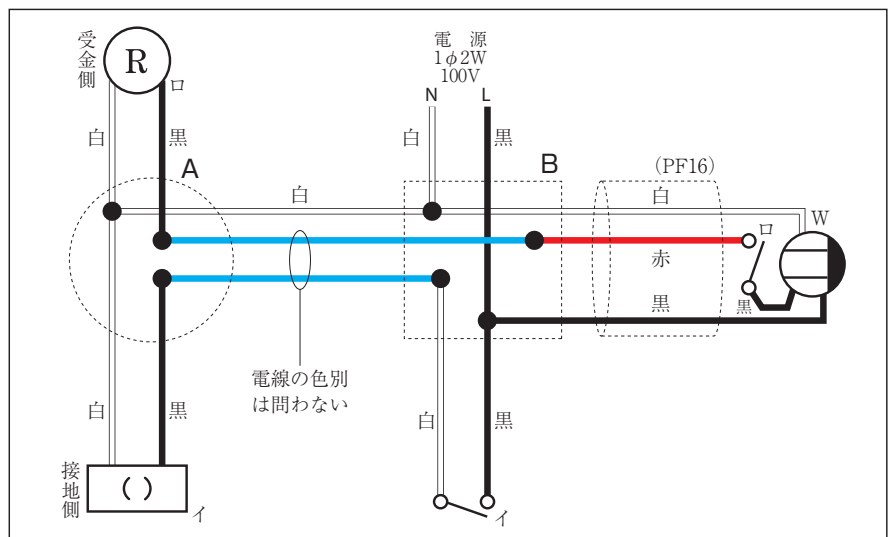 受金側
R
ロ
電源
1φ2W
100V
N
L
白
黒
白
黒
A
B
(PF16)
白
白
W
ロ
赤
黒
黒
電線の色別
は問わない
白
黒
白
黒
接地側
( )
イ
イ